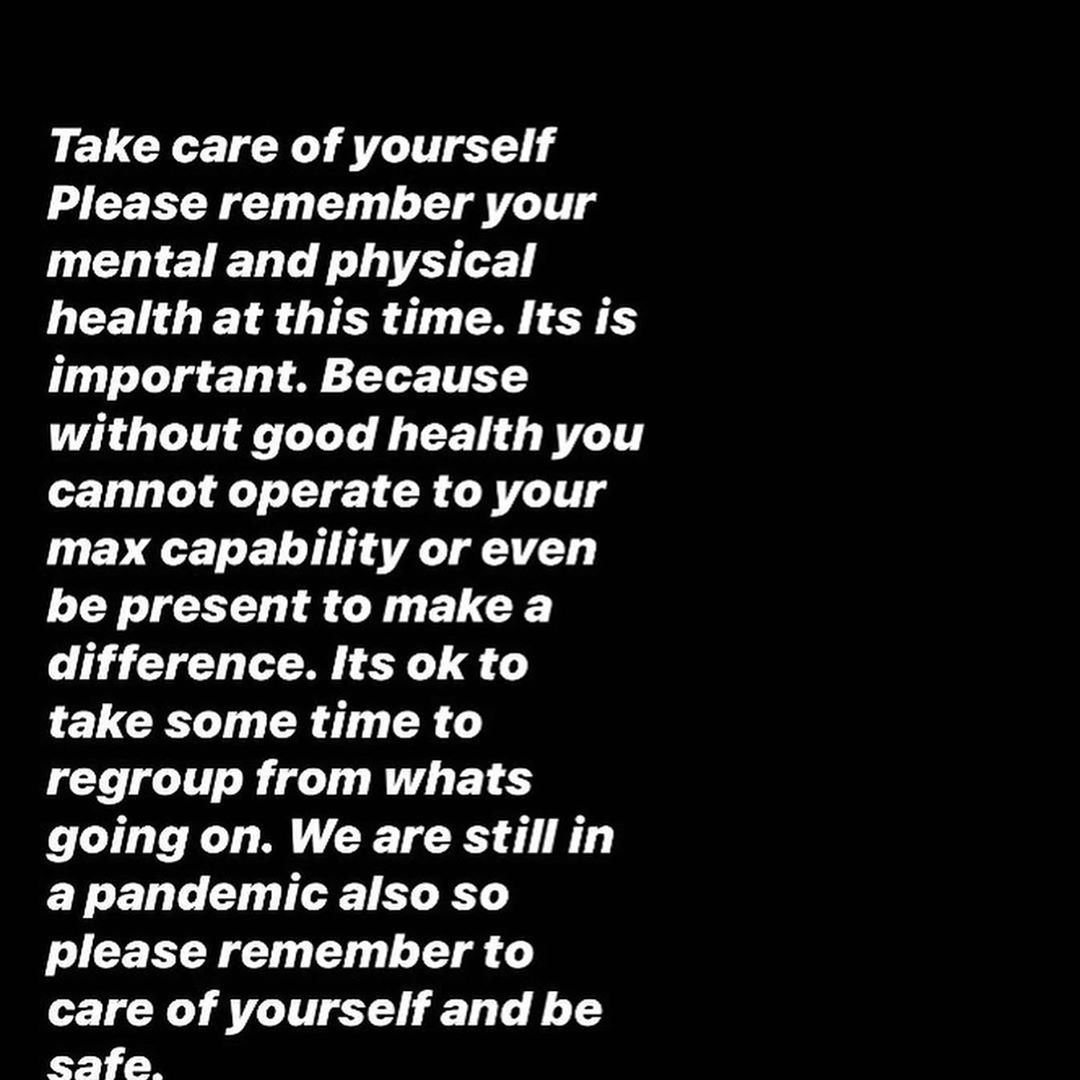 Take care of yourself
Please remember your
mental and physical
health at this time. Its is
important. Because
without good health you
cannot operate to your
max capability or even
be present to make a
difference. Its ok to
take some time to
regroup from whats
going on. We are still in
a pandemic also so
please remember to
care of yourself and be
safe.